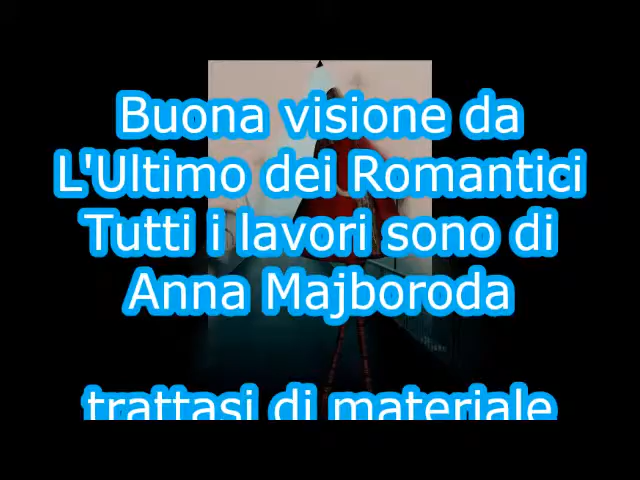 Buona visione da
L'Ultimo dei Romantici
Tutti i lavori sono di
Anna Majboroda
trattasi di materiale